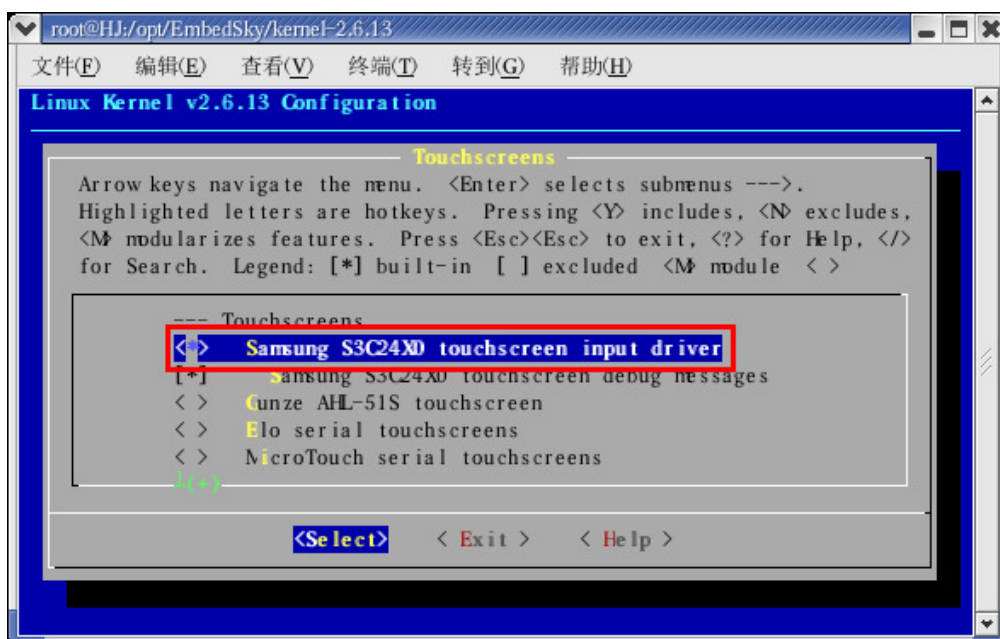 root@HJ:/opt/EmbedSky/kernel-2.6.13
文件(F) 编辑(E) 查看(V) 终端(T) 转到(G) 帮助(H)
Linux Kernel v2.6.13 Configuration
Touchscreens
Arrow keys navigate the menu. <Enter> selects submenus --->.
Highlighted letters are hotkeys. Pressing <Y> includes, <N> excludes,
<M> modularizes features. Press <Esc><Esc> to exit, <?> for Help, </>
for Search. Legend: [*] built-in [ ] excluded <M> module < >
--- Touchscreens
<*> Samsung S3C24X0 touchscreen input driver
[*] Samsung S3C24X0 touchscreen debug messages
< > Gunze AHL-51S touchscreen
< > Elo serial touchscreens
< > MicroTouch serial touchscreens
┴(+)
<Select> < Exit > < Help >